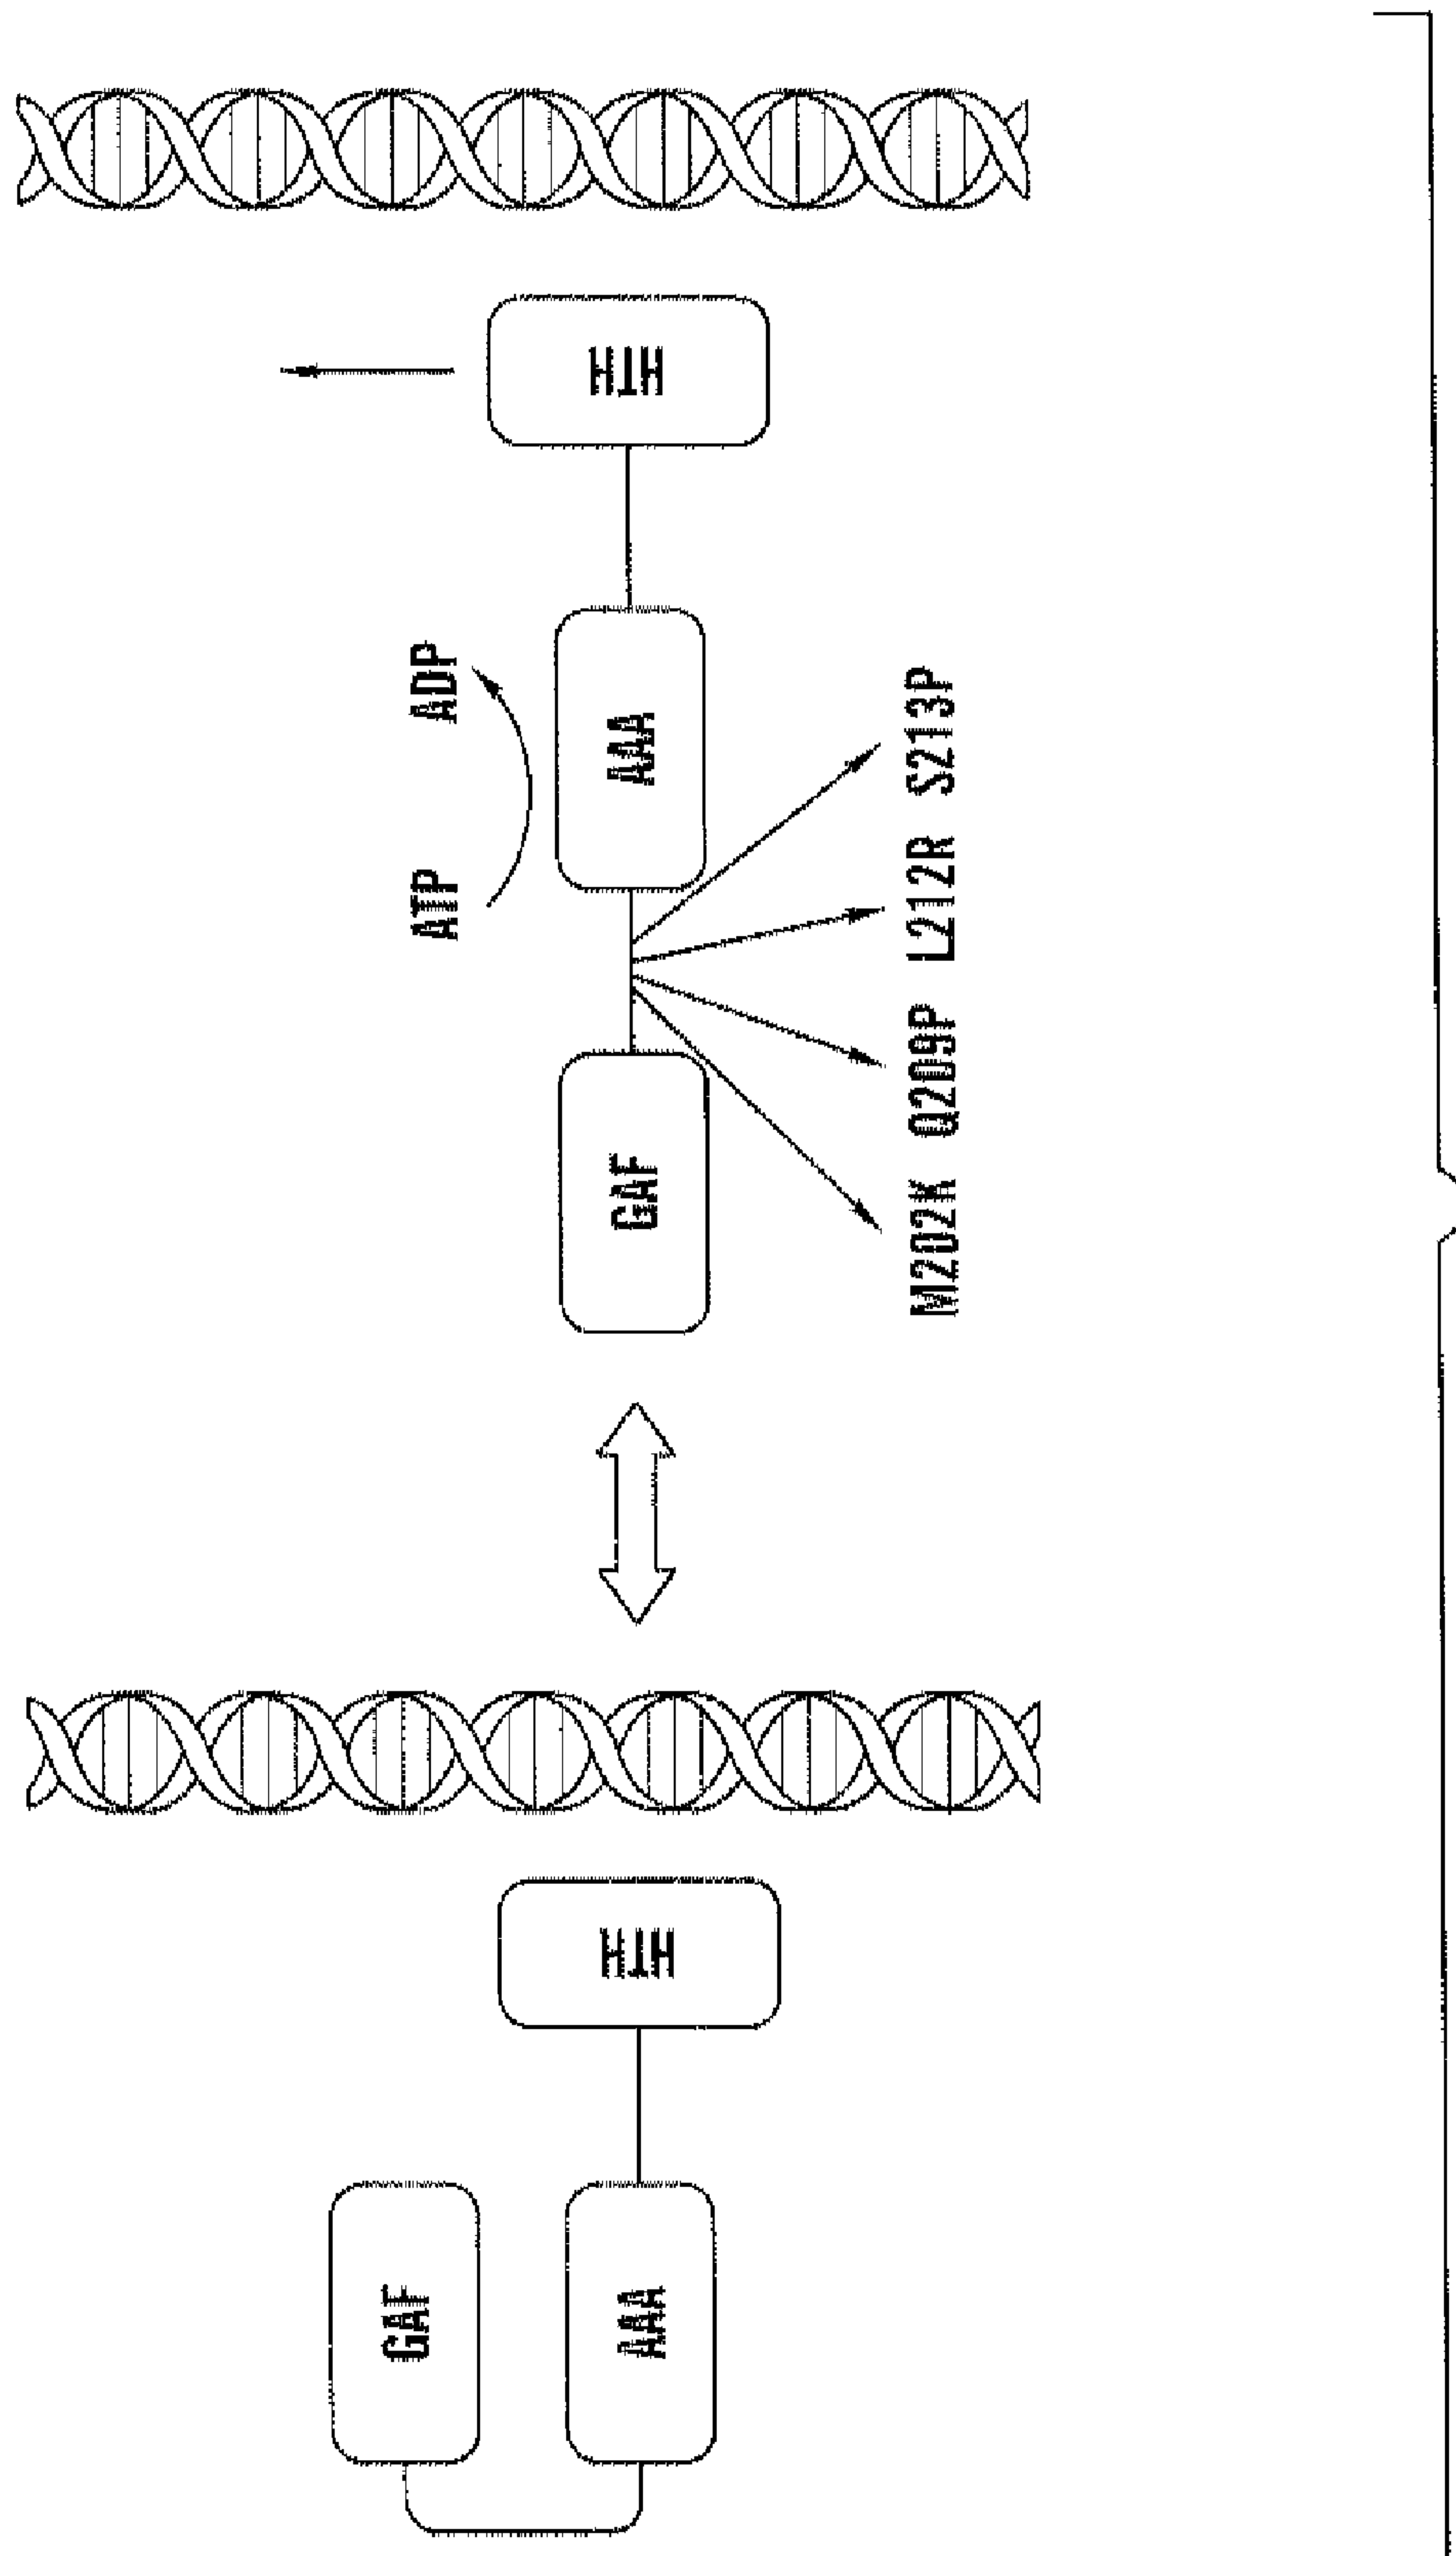 GAF
AAA
HTH
ATP ADP
GAF
AAA
HTH
M202K Q209P L212R S213P